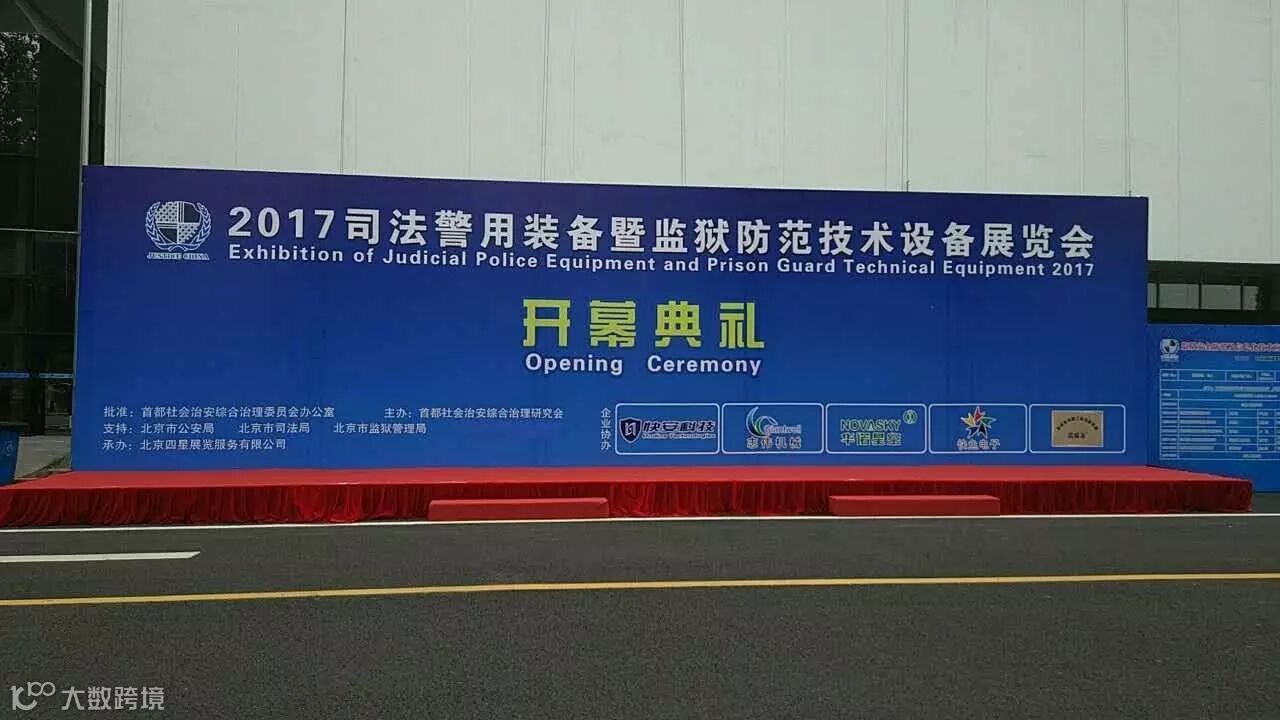 2017司法警用装备暨监狱防范技术设备展览会
Exhibition of Judicial Police Equipment and Prison Guard Technical Equipment 2017
JUSTICE CHINA
开幕典礼
Opening Ceremony
批准：首都社会治安综合治理委员会办公室 主办：首都社会治安综合治理研究会
支持：北京市公安局 北京市司法局 北京市监狱管理局
承办：北京四星展览服务有限公司
企业协办
快安科技
志伟机械
NOVASKY
丰诺星空
大数跨境